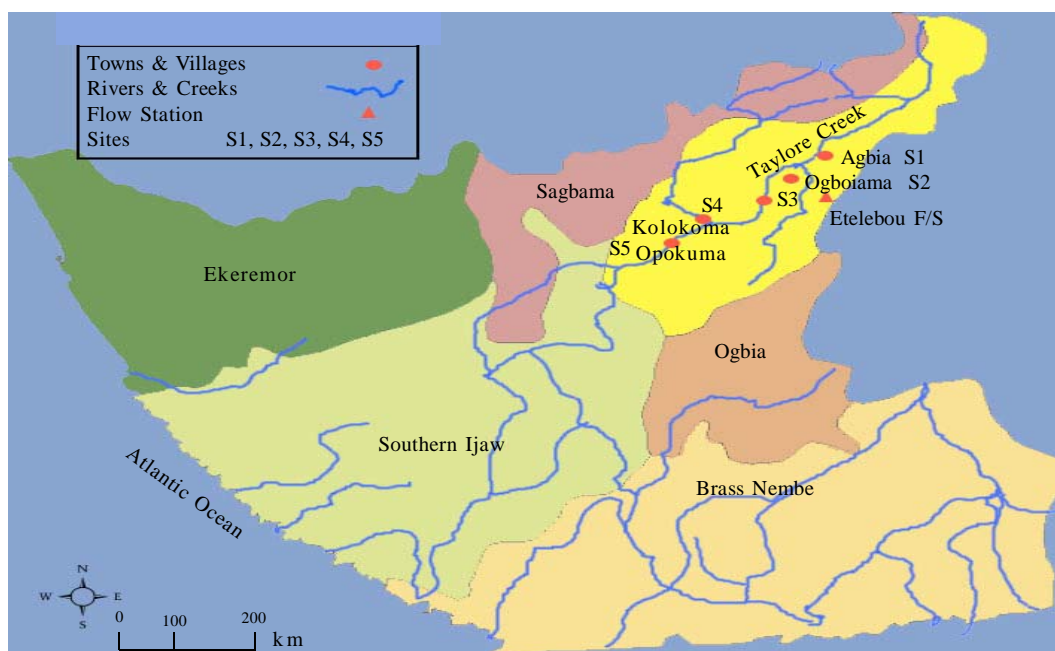 Towns & Villages
Rivers & Creeks
Flow Station
Sites S1, S2, S3, S4, S5
Taylore Creek
Agbia S1
Ogboiama S2
S3
Etelebou F/S
Sagbama
S4
Kolokoma
S5 Opokuma
Ekeremor
Ogbia
Southern Ijaw
Brass Nembe
Atlantic Ocean
N
W E
S
0 100 200
km